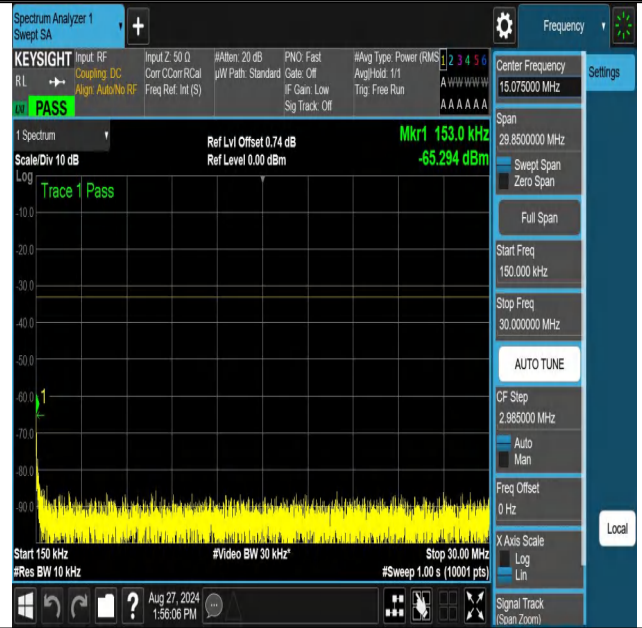 Spectrum Analyzer 1
Swept SA
+
Frequency
KEYSIGHT
RL
LXI
PASS
Input: RF
Coupling: DC
Align: Auto/No RF
Input Z: 50 Ω
Corr CCorr RCal
Freq Ref: Int (S)
#Atten: 20 dB
µW Path: Standard
PNO: Fast
Gate: Off
IF Gain: Low
Sig Track: Off
#Avg Type: Power (RMS
Avg|Hold: 1/1
Trig: Free Run
1 2 3 4 5 6
A W W W W W
A A A A A A
1 Spectrum
Scale/Div 10 dB
Log
Ref Lvl Offset 0.74 dB
Ref Level 0.00 dBm
Mkr1 153.0 kHz
-65.294 dBm
Trace 1 Pass
-10.0
-20.0
-30.0
-40.0
-50.0
-60.0
1
-70.0
-80.0
-90.0
Start 150 kHz
#Res BW 10 kHz
#Video BW 30 kHz*
Stop 30.00 MHz
#Sweep 1.00 s (10001 pts)
Center Frequency
15.075000 MHz
Settings
Span
29.8500000 MHz
Swept Span
Zero Span
Full Span
Start Freq
150.000 kHz
Stop Freq
30.000000 MHz
AUTO TUNE
CF Step
2.985000 MHz
Auto
Man
Freq Offset
0 Hz
Local
X Axis Scale
Log
Lin
Signal Track
(Span Zoom)
?
Aug 27, 2024
1:56:06 PM